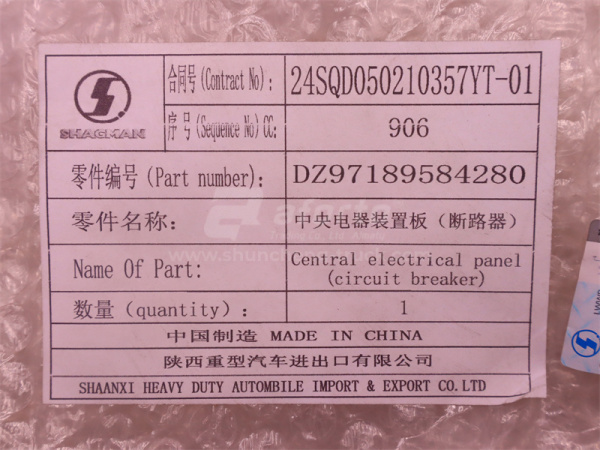 合同号(Contract No):
24SQD050210357YT-01
SHACMAN
序 号(Sequence No)CC:
906
零件编号(Part number):
DZ97189584280
零件名称:
中央电器装置板（断路器）
Name Of Part:
Central electrical panel
(circuit breaker)
数量(quantity):
1
中国制造 MADE IN CHINA
陕西重型汽车进出口有限公司
SHAANXI HEAVY DUTY AUTOMBILE IMPORT & EXPORT CO.LTD